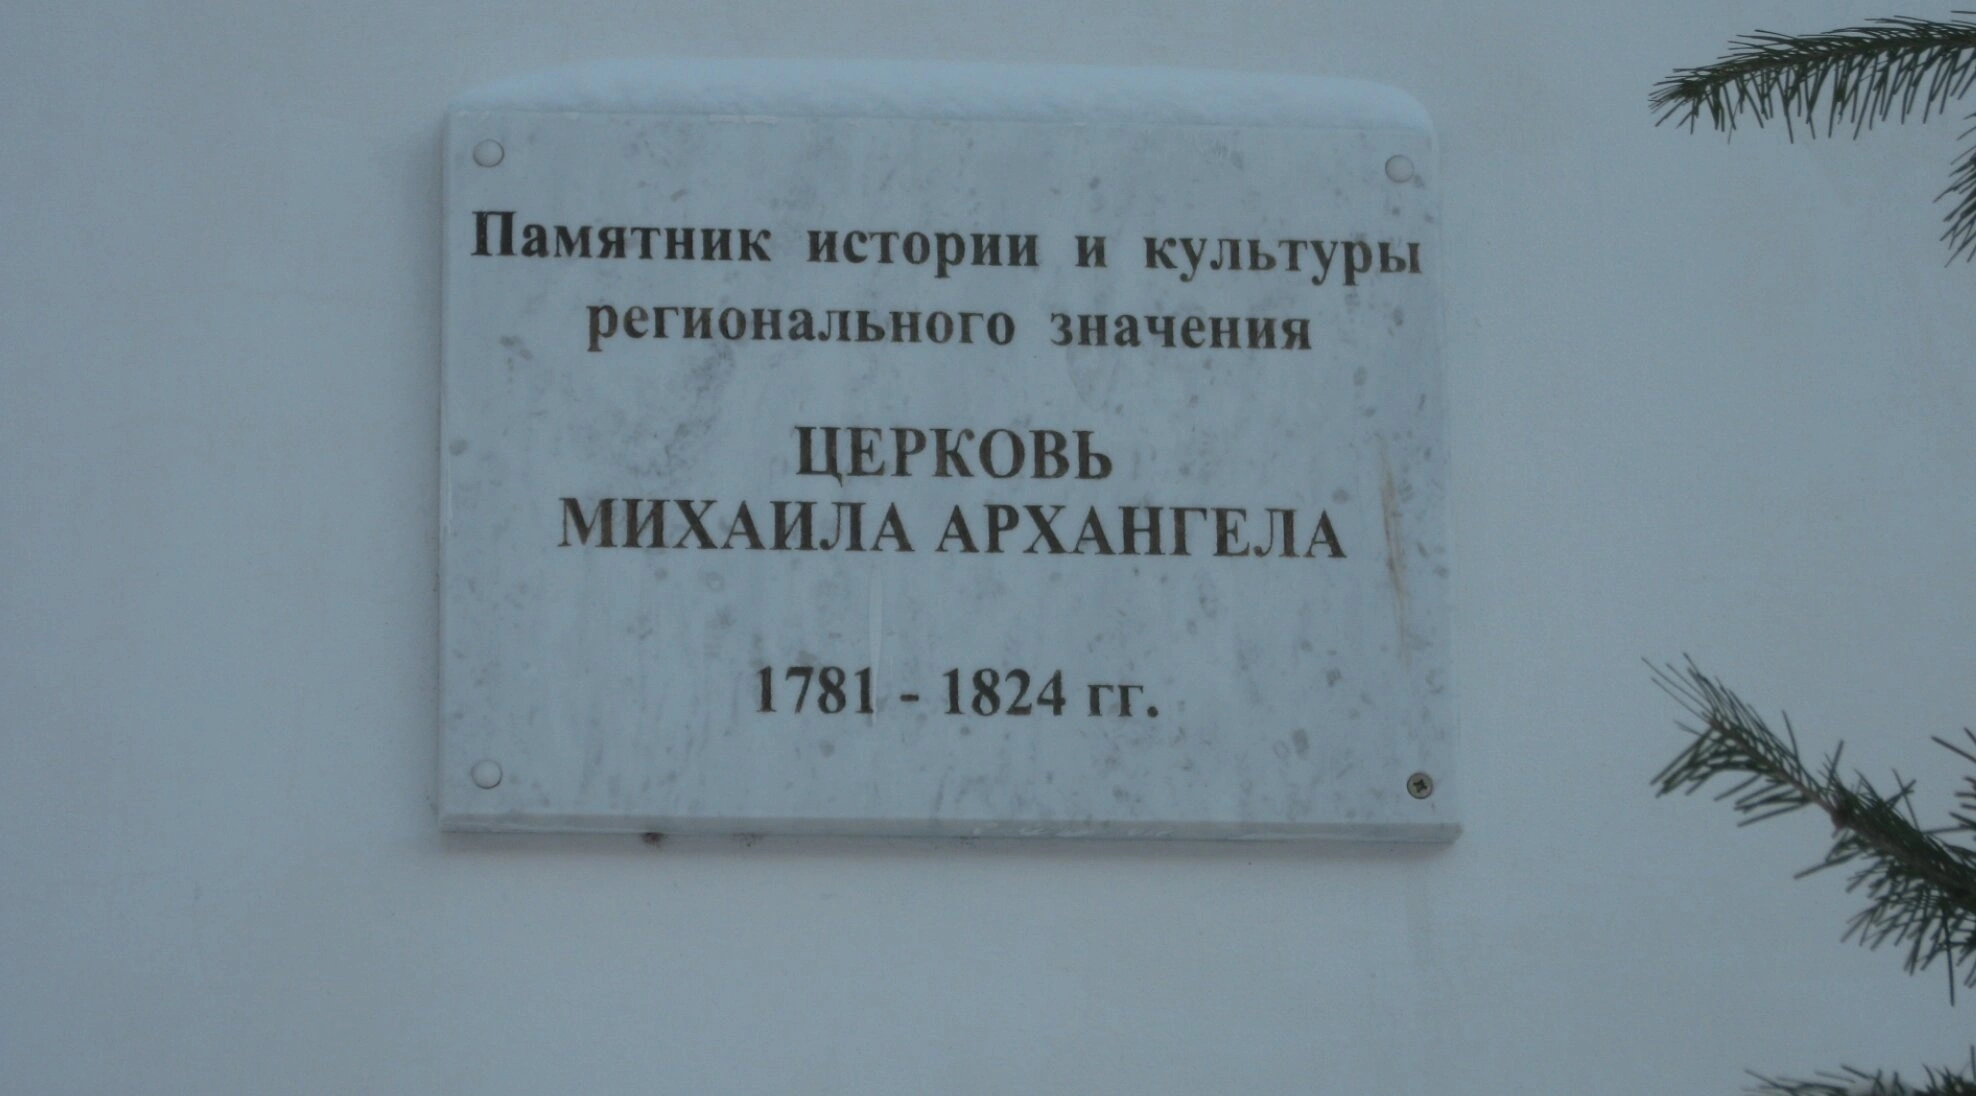 Памятник истории и культуры
регионального значения
ЦЕРКОВЬ
МИХАИЛА АРХАНГЕЛА
1781 - 1824 гг.